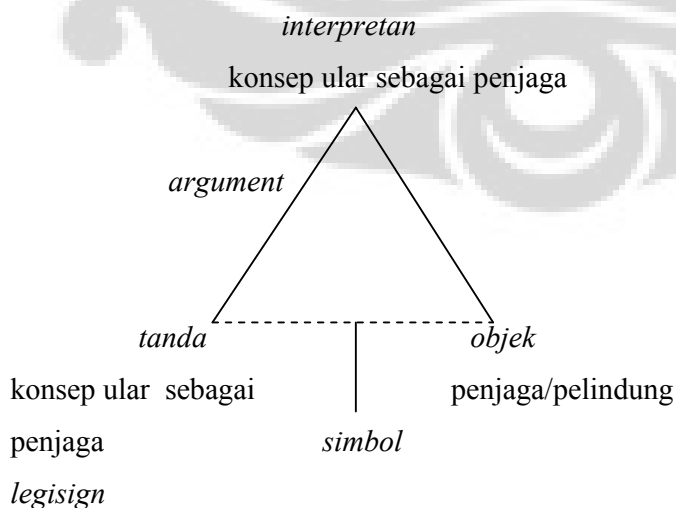 interpretan
konsep ular sebagai penjaga
argument
tanda
objek
konsep ular sebagai
penjaga/pelindung
penjaga
simbol
legisign